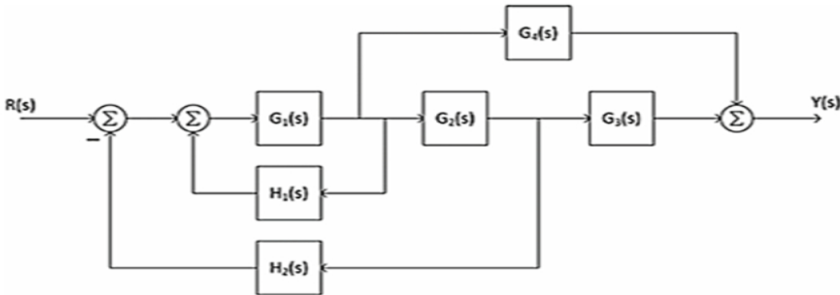 G₄(s)
R(s)
Σ
Σ
G₁(s)
G₂(s)
G₃(s)
Σ
Y(s)
−
H₁(s)
H₂(s)